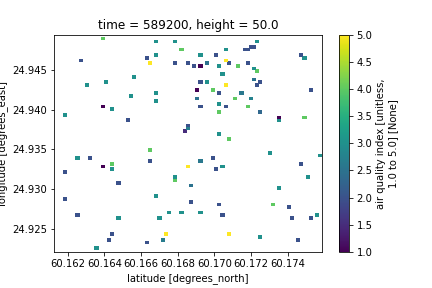 time = 589200, height = 50.0
24.945
24.940
24.935
24.930
24.925
longitude [degrees_east]
60.162 60.164 60.166 60.168 60.170 60.172 60.174
latitude [degrees_north]
5.0
4.5
4.0
3.5
3.0
2.5
2.0
1.5
1.0
air quality index [unitless,
1.0 to 5.0] [None]